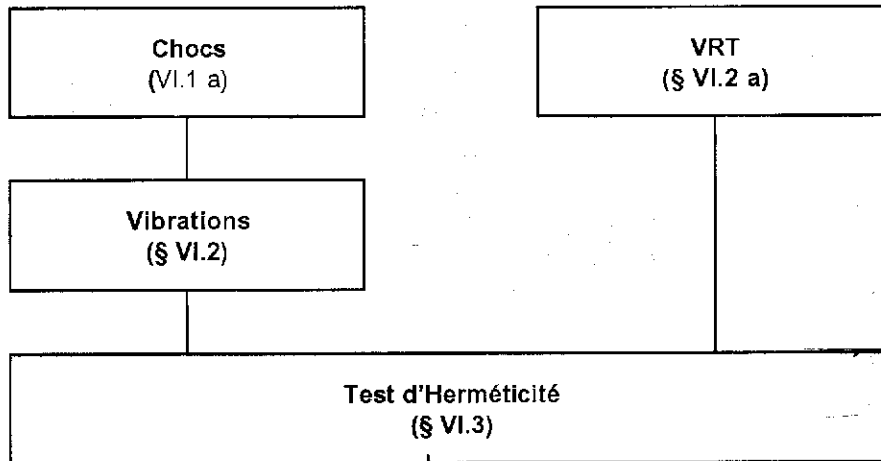 Chocs
(VI.1 a)
VRT
(§ VI.2 a)
Vibrations
(§ VI.2)
Test d'Herméticité
(§ VI.3)